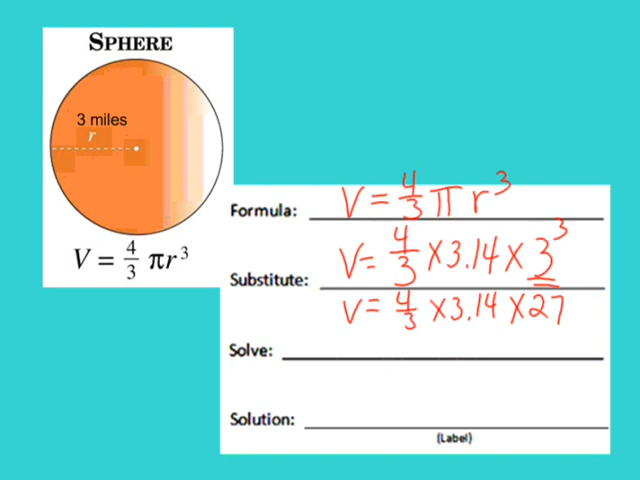 SPHERE
3 miles
r
V = 4/3 πr³
Formula: V = 4/3 π r³
Substitute: V = 4/3 × 3.14 × 3³
V = 4/3 × 3.14 × 27
Solve:
Solution:
(Label)